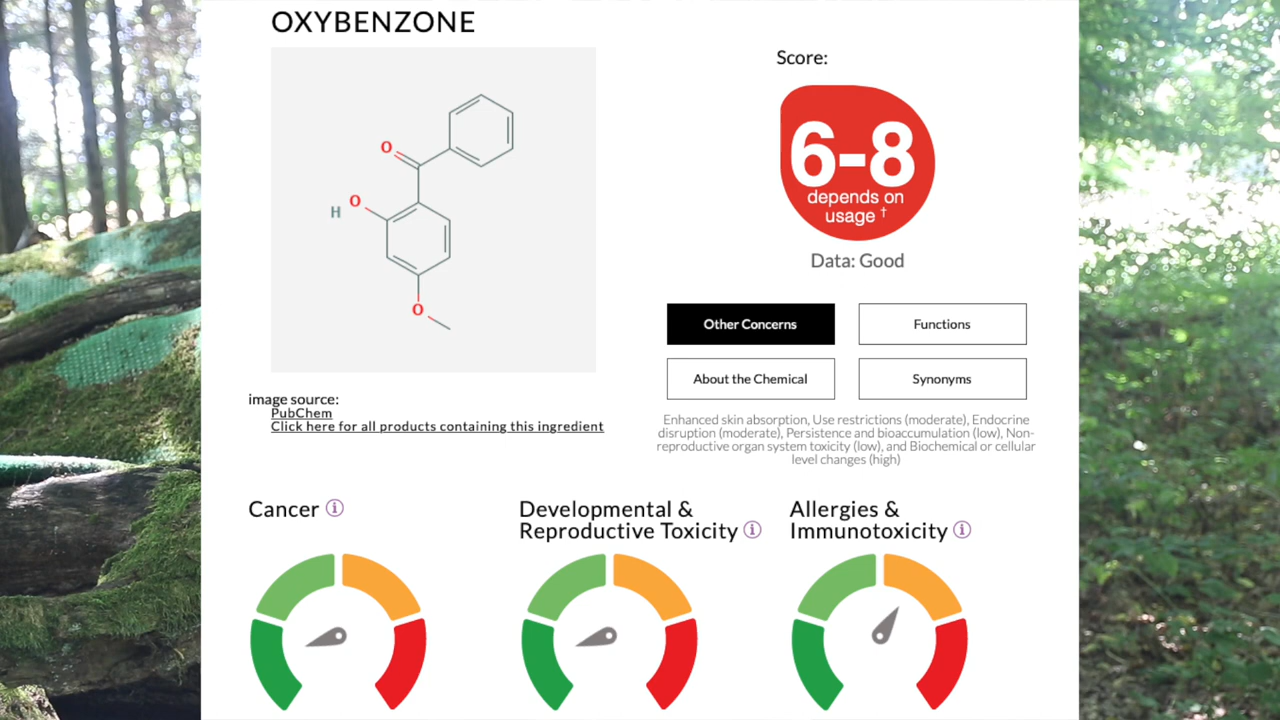 OXYBENZONE
O
H
O
O
image source:
PubChem
Click here for all products containing this ingredient
Score:
6-8
depends on
usage †
Data: Good
Other Concerns
Functions
About the Chemical
Synonyms
Enhanced skin absorption, Use restrictions (moderate), Endocrine
disruption (moderate), Persistence and bioaccumulation (low), Non-
reproductive organ system toxicity (low), and Biochemical or cellular
level changes (high)
Cancer i
Developmental &
Reproductive Toxicity i
Allergies &
Immunotoxicity i